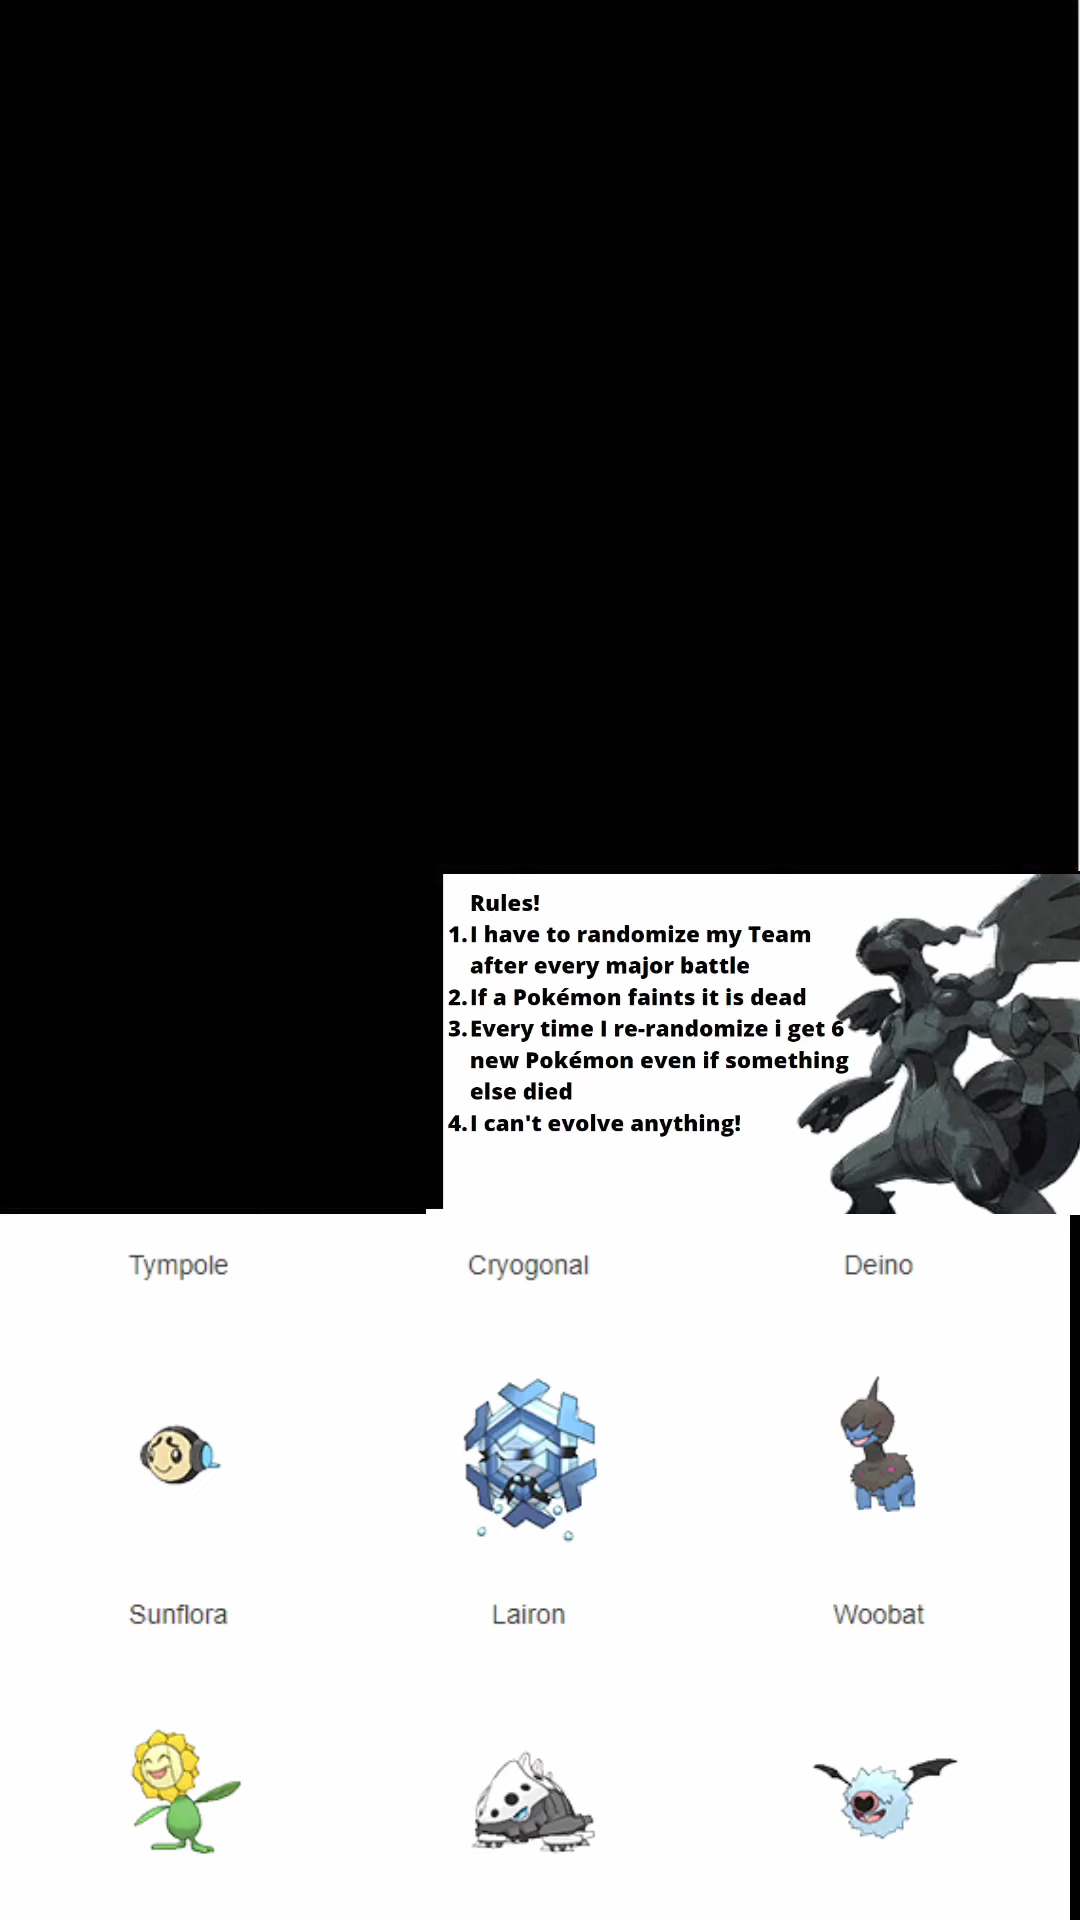 Rules!
1. I have to randomize my Team
after every major battle
2. If a Pokémon faints it is dead
3. Every time I re-randomize i get 6
new Pokémon even if something
else died
4. I can't evolve anything!
Tympole
Cryogonal
Deino
Sunflora
Lairon
Woobat